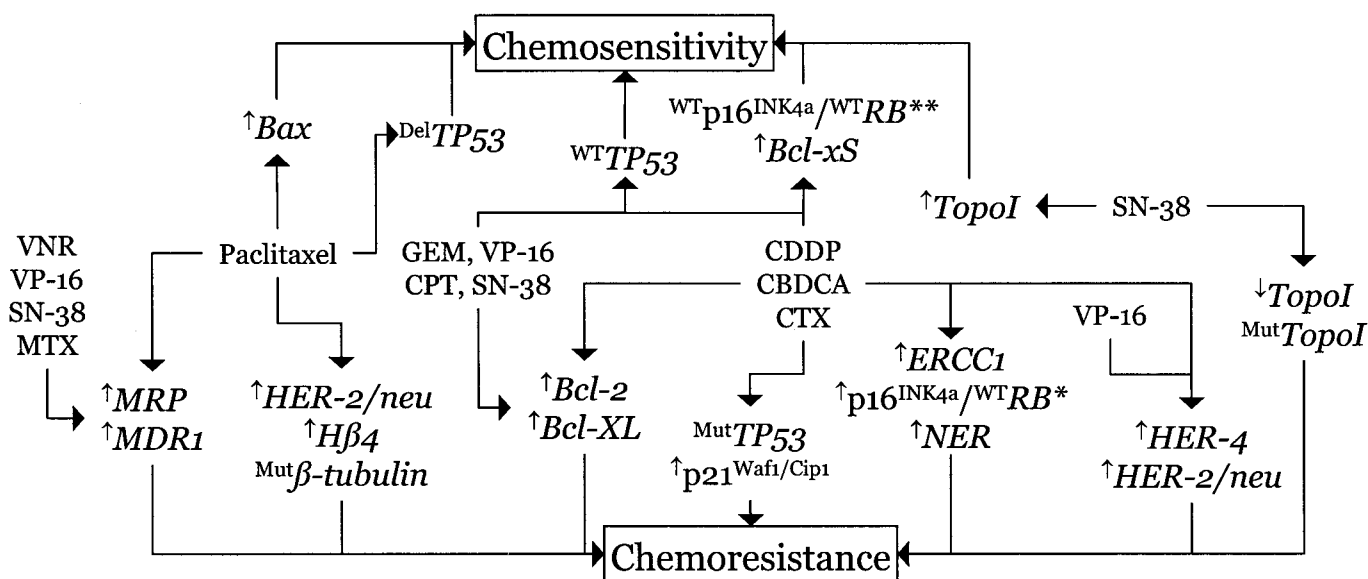 Chemosensitivity
↑Bax
DelTP53
WTTP53
WTp16INK4a/WTRB**
↑Bcl-xS
↑TopoI
SN-38
VNR
VP-16
SN-38
MTX
Paclitaxel
GEM, VP-16
CPT, SN-38
CDDP
CBDCA
CTX
VP-16
↓TopoI
MutTopoI
↑MRP
↑MDR1
↑HER-2/neu
↑Hβ4
Mutβ-tubulin
↑Bcl-2
↑Bcl-XL
MutTP53
↑p21Waf1/Cip1
↑ERCC1
↑p16INK4a/WTRB*
↑NER
↑HER-4
↑HER-2/neu
Chemoresistance